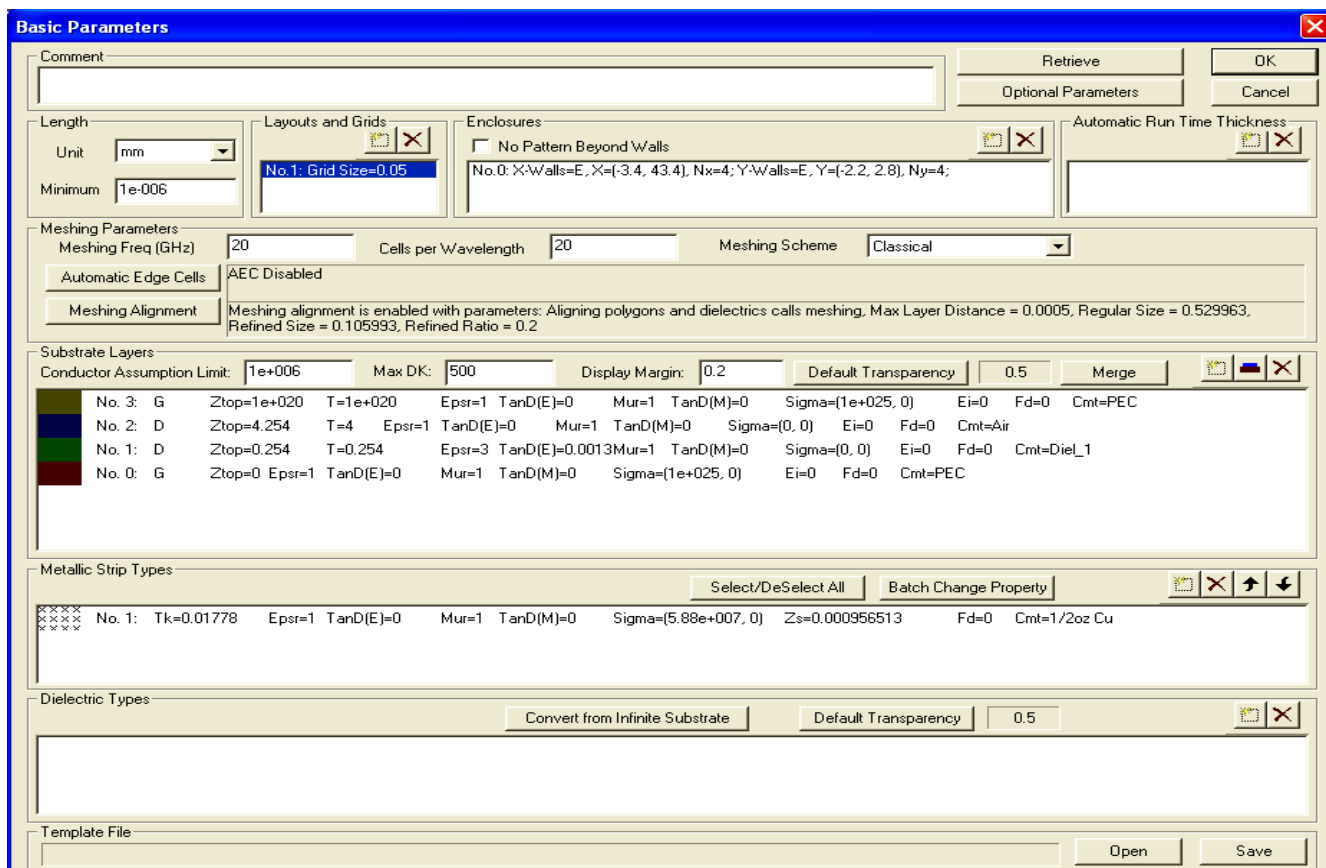 Basic Parameters
Comment
Retrieve
OK
Optional Parameters
Cancel
Length
Layouts and Grids
Enclosures
Automatic Run Time Thickness
Unit
mm
No Pattern Beyond Walls
No.1: Grid Size=0.05
No.0: X-Walls=E, X=(-3.4, 43.4), Nx=4; Y-Walls=E, Y=(-2.2, 2.8), Ny=4;
Minimum
1e-006
Meshing Parameters
Meshing Freq (GHz)
20
Cells per Wavelength
20
Meshing Scheme
Classical
Automatic Edge Cells
AEC Disabled
Meshing Alignment
Meshing alignment is enabled with parameters: Aligning polygons and dielectrics calls meshing, Max Layer Distance = 0.0005, Regular Size = 0.529963,
Refined Size = 0.105993, Refined Ratio = 0.2
Substrate Layers
Conductor Assumption Limit:
1e+006
Max DK:
500
Display Margin:
0.2
Default Transparency
0.5
Merge
No. 3: G Ztop=1e+020 T=1e+020 Epsr=1 TanD(E)=0 Mur=1 TanD(M)=0 Sigma=(1e+025, 0) Ei=0 Fd=0 Cmt=PEC
No. 2: D Ztop=4.254 T=4 Epsr=1 TanD(E)=0 Mur=1 TanD(M)=0 Sigma=(0, 0) Ei=0 Fd=0 Cmt=Air
No. 1: D Ztop=0.254 T=0.254 Epsr=3 TanD(E)=0.0013Mur=1 TanD(M)=0 Sigma=(0, 0) Ei=0 Fd=0 Cmt=Diel_1
No. 0: G Ztop=0 Epsr=1 TanD(E)=0 Mur=1 TanD(M)=0 Sigma=(1e+025, 0) Ei=0 Fd=0 Cmt=PEC
Metallic Strip Types
Select/DeSelect All
Batch Change Property
No. 1: Tk=0.01778 Epsr=1 TanD(E)=0 Mur=1 TanD(M)=0 Sigma=(5.88e+007, 0) Zs=0.000956513 Fd=0 Cmt=1/2oz Cu
Dielectric Types
Convert from Infinite Substrate
Default Transparency
0.5
Template File
Open
Save